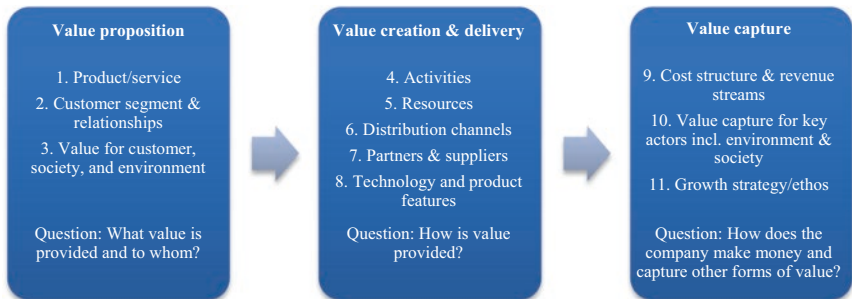 Value proposition
1. Product/service
2. Customer segment &
relationships
3. Value for customer,
society, and environment
Question: What value is
provided and to whom?
Value creation & delivery
4. Activities
5. Resources
6. Distribution channels
7. Partners & suppliers
8. Technology and product
features
Question: How is value
provided?
Value capture
9. Cost structure & revenue
streams
10. Value capture for key
actors incl. environment &
society
11. Growth strategy/ethos
Question: How does the
company make money and
capture other forms of value?